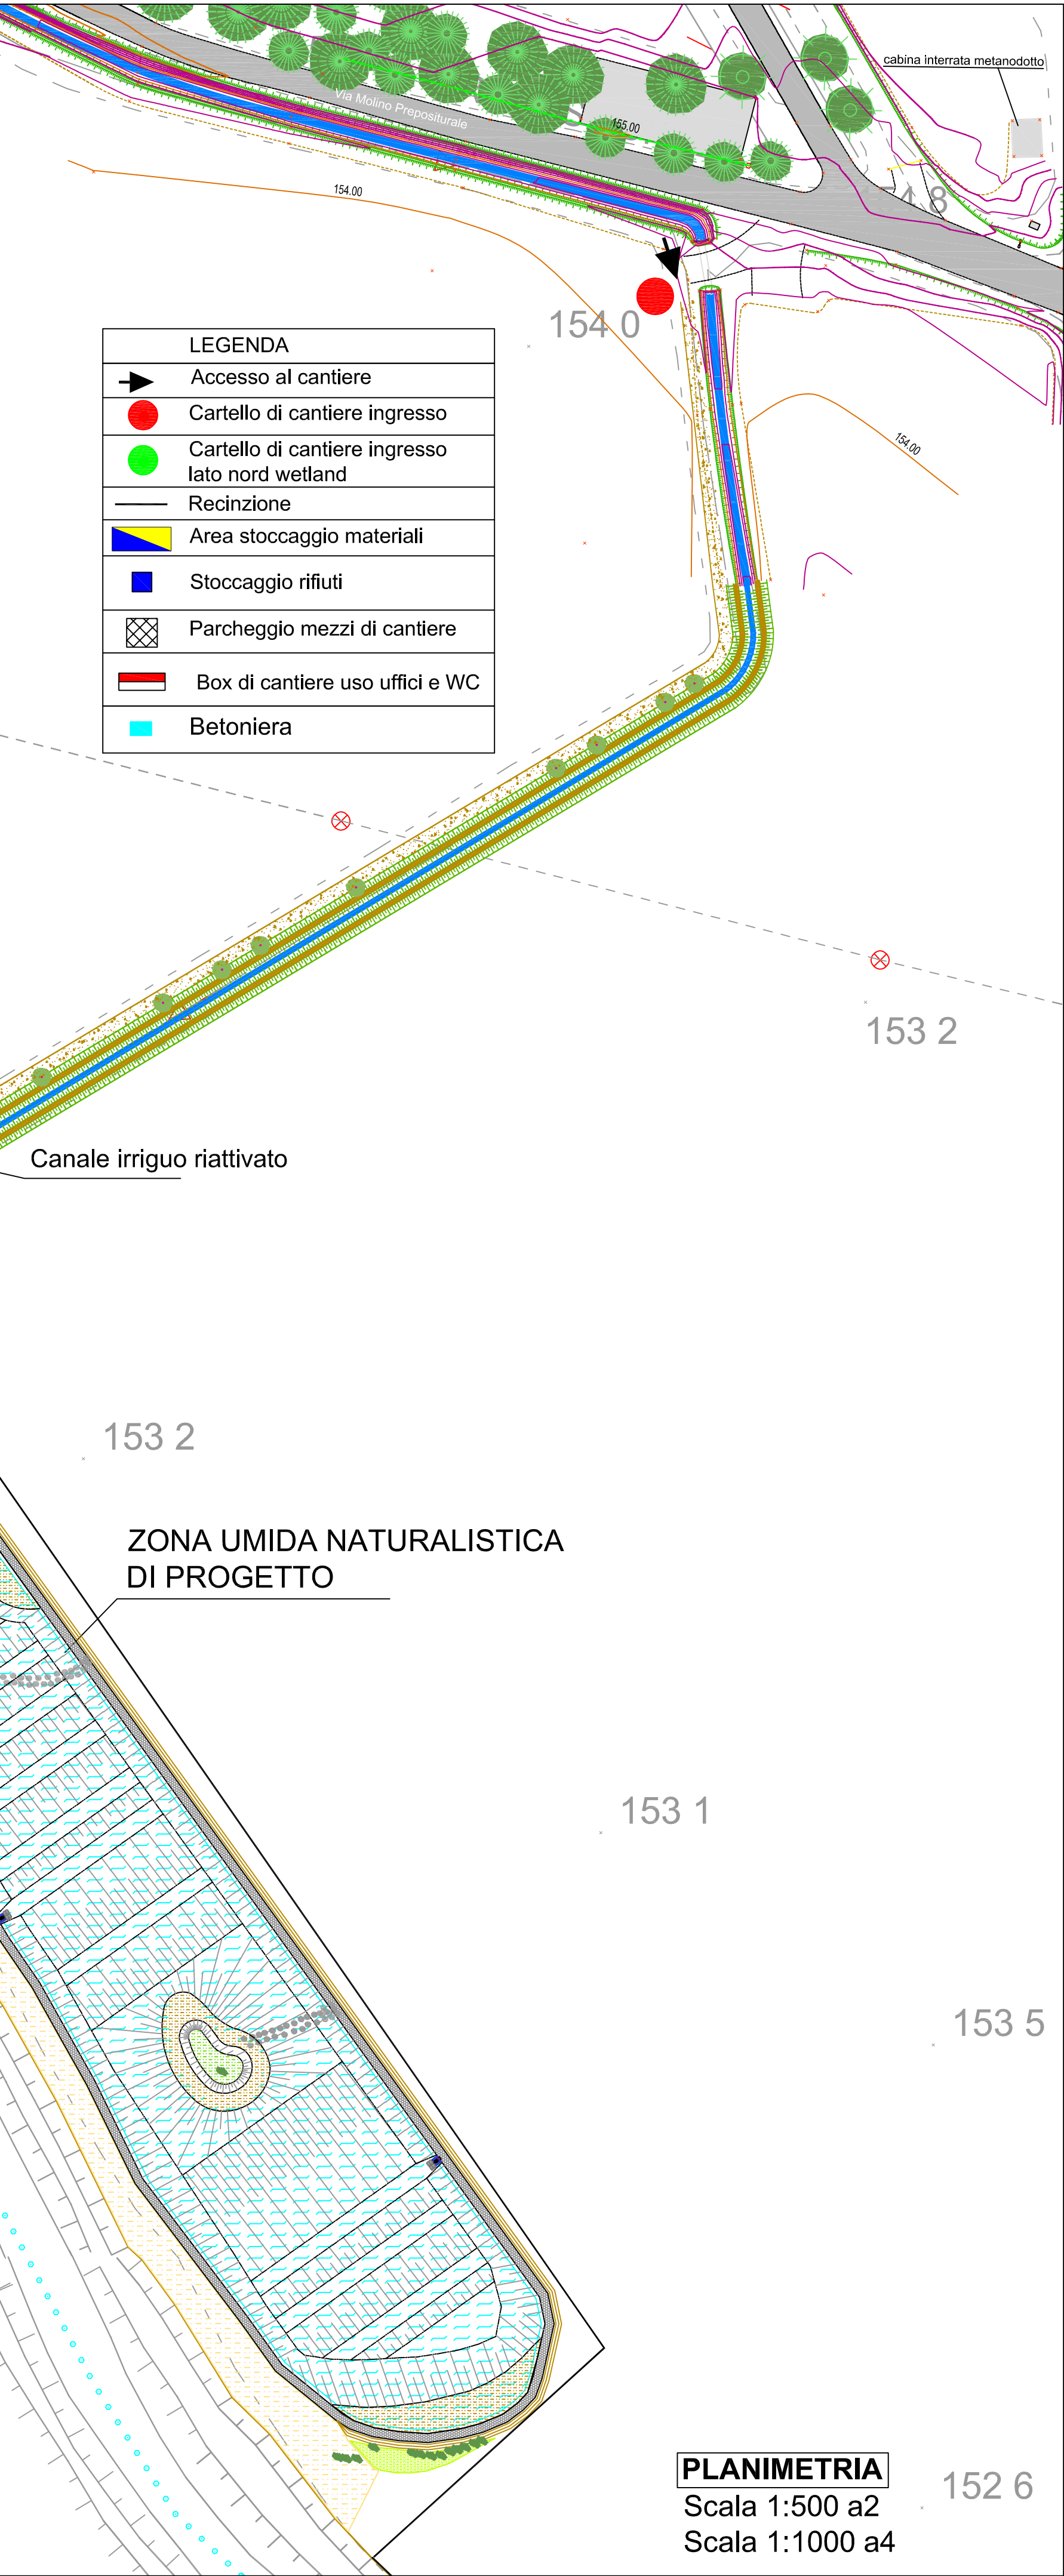 cabina interrata metanodotto
Via Molino Prepositurale
155.00
154.00
154 0
LEGENDA
Accesso al cantiere
Cartello di cantiere ingresso
Cartello di cantiere ingresso
lato nord wetland
Recinzione
Area stoccaggio materiali
Stoccaggio rifiuti
Parcheggio mezzi di cantiere
Box di cantiere uso uffici e WC
Betoniera
154.00
153 2
Canale irriguo riattivato
153 2
ZONA UMIDA NATURALISTICA
DI PROGETTO
153 1
153 5
PLANIMETRIA
Scala 1:500 a2
Scala 1:1000 a4
152 6